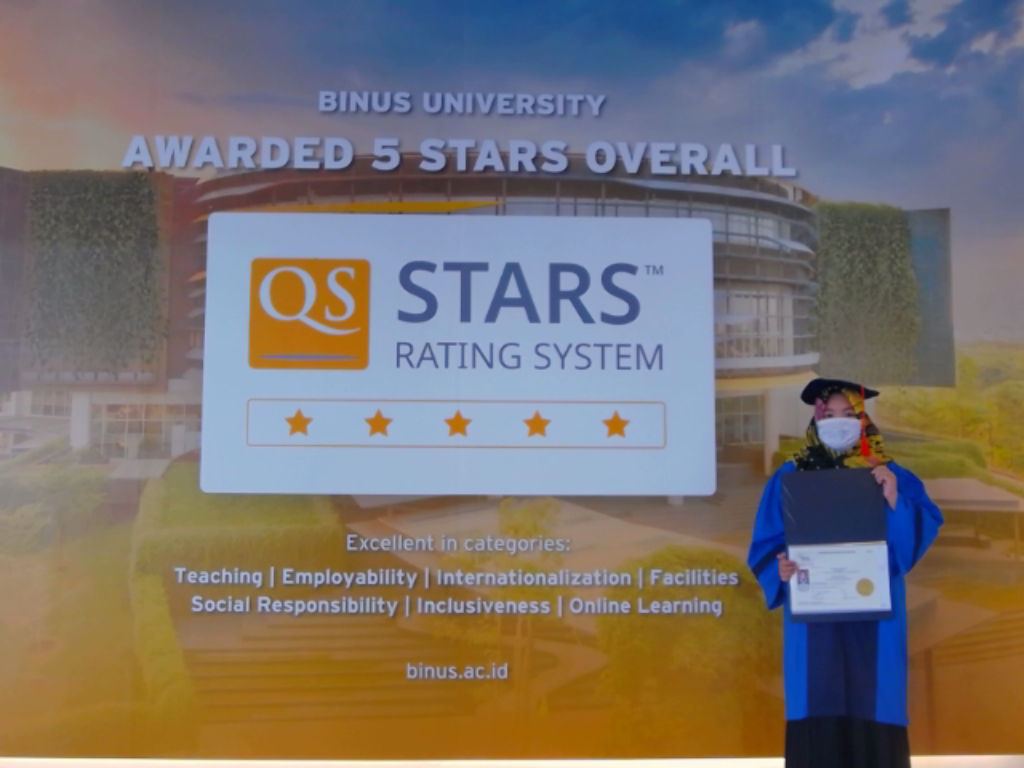 BINUS UNIVERSITY
AWARDED 5 STARS OVERALL
QS
STARS™
RATING SYSTEM
Excellent in categories:
Teaching | Employability | Internationalization | Facilities
Social Responsibility | Inclusiveness | Online Learning
binus.ac.id